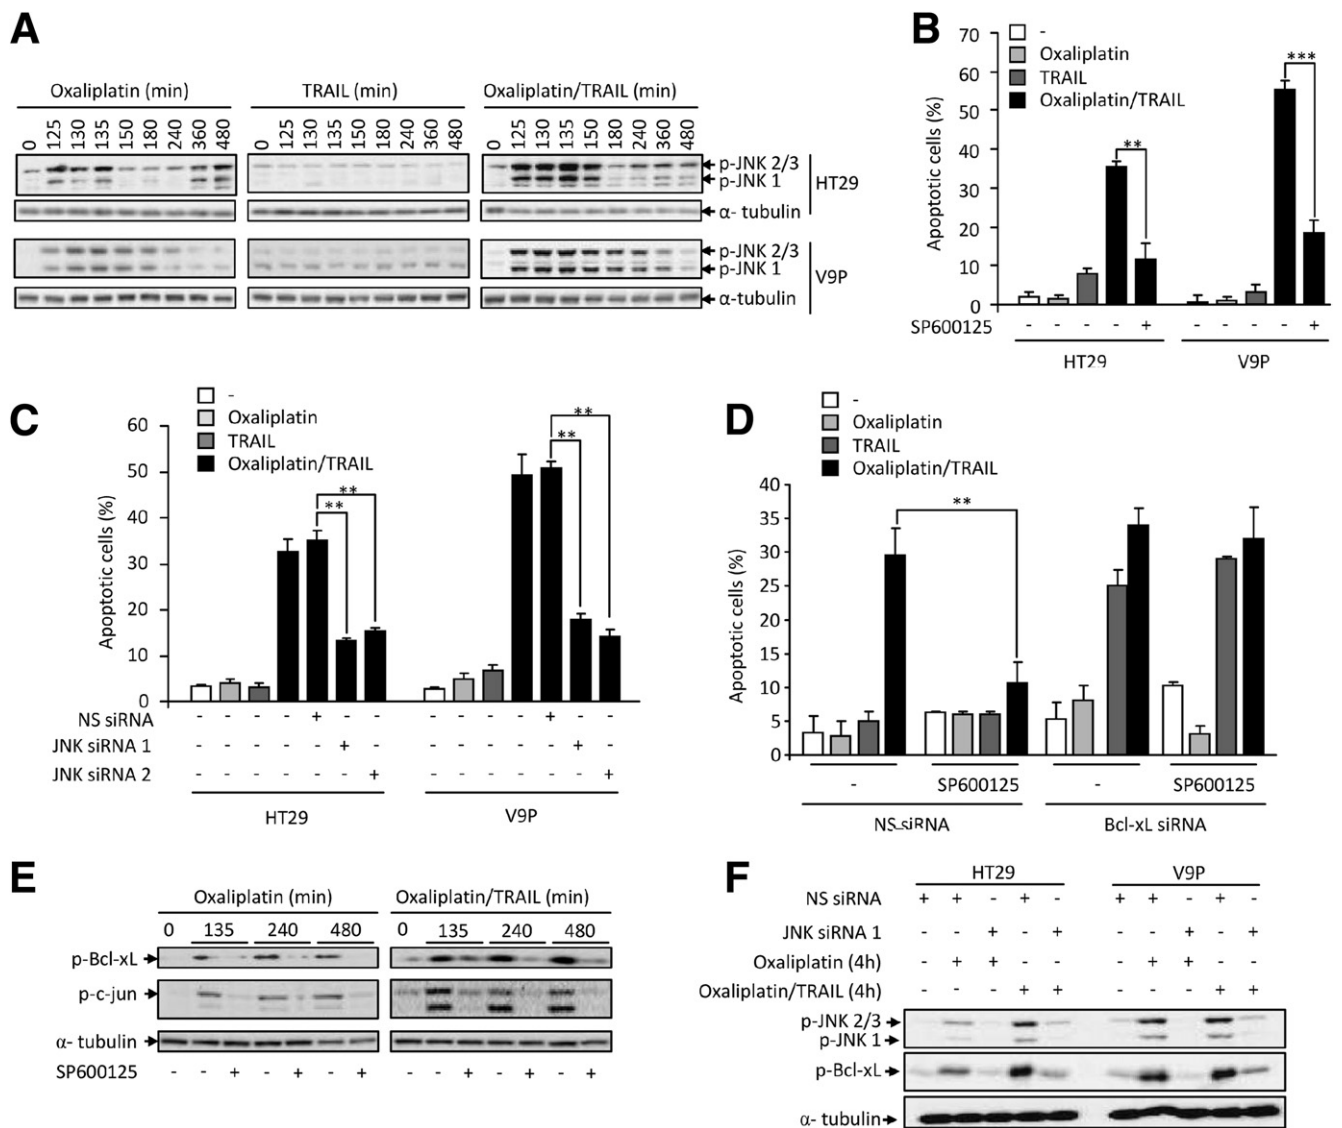 A
Oxaliplatin (min)
TRAIL (min)
Oxaliplatin/TRAIL (min)
0 125 130 135 150 180 240 360 480
0 125 130 135 150 180 240 360 480
0 125 130 135 150 180 240 360 480
p-JNK 2/3
p-JNK 1
HT29
α- tubulin
p-JNK 2/3
p-JNK 1
V9P
α-tubulin
B
-
Oxaliplatin
TRAIL
Oxaliplatin/TRAIL
Apoptotic cells (%)
70
60
50
40
30
20
10
0
**
***
SP600125 - - - - + - - - - +
HT29 V9P
C
-
Oxaliplatin
TRAIL
Oxaliplatin/TRAIL
Apoptotic cells (%)
60
50
40
30
20
10
0
**
**
**
**
NS siRNA - - - - + - - - - - - + - -
JNK siRNA 1 - - - - - + - - - - - - + -
JNK siRNA 2 - - - - - - + - - - - - - +
HT29 V9P
D
-
Oxaliplatin
TRAIL
Oxaliplatin/TRAIL
Apoptotic cells (%)
40
35
30
25
20
15
10
5
0
**
- SP600125 - SP600125
NS siRNA Bcl-xL siRNA
E
Oxaliplatin (min) Oxaliplatin/TRAIL (min)
0 135 240 480 0 135 240 480
p-Bcl-xL
p-c-jun
α- tubulin
SP600125 - - + - + - + - - + - + - +
F
HT29 V9P
NS siRNA + + - + - + + - + -
JNK siRNA 1 - - + - + - - + - +
Oxaliplatin (4h) - + + - - - + + - -
Oxaliplatin/TRAIL (4h) - - - + + - - - + +
p-JNK 2/3
p-JNK 1
p-Bcl-xL
α- tubulin